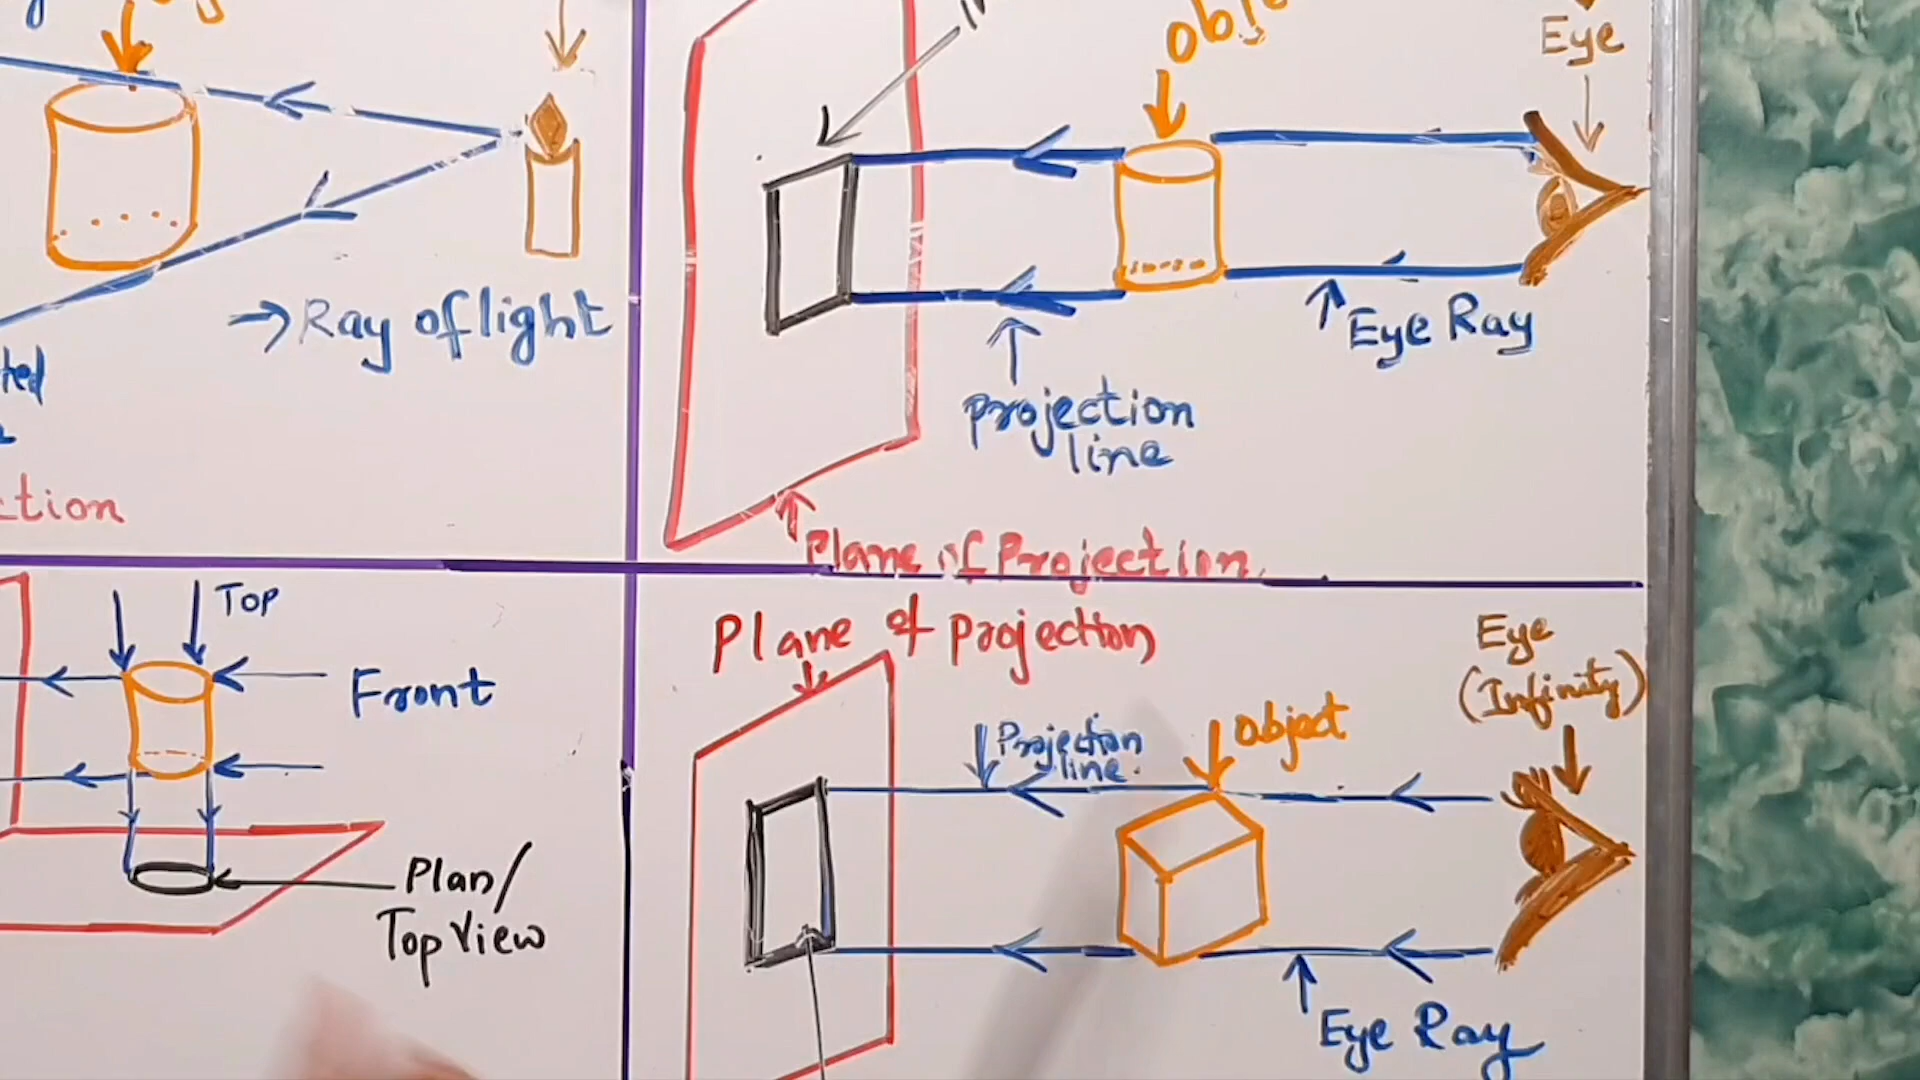 Eye
→Ray of light
Eye Ray
projection
line
ction
Plane of Projection.
Top
Front
Plan/
Top View
Plane of Projection
Eye
(Infinity)
Projection
line.
Object
Eye Ray